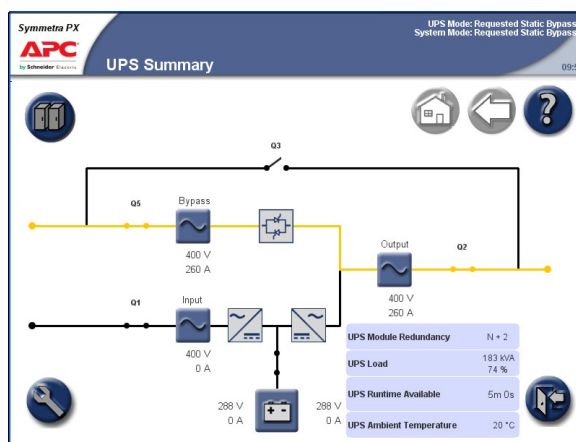 Symmetra PX
APC
by Schneider Electric
UPS Summary
UPS Mode: Requested Static Bypass
System Mode: Requested Static Bypass
Q3
Q5
Bypass
400 V
260 A
Output
Q2
400 V
260 A
Q1
Input
400 V
0 A
288 V
0 A
288 V
0 A
UPS Module Redundancy N + 2
UPS Load 183 kVA
74 %
UPS Runtime Available 5m 0s
UPS Ambient Temperature 20 °C